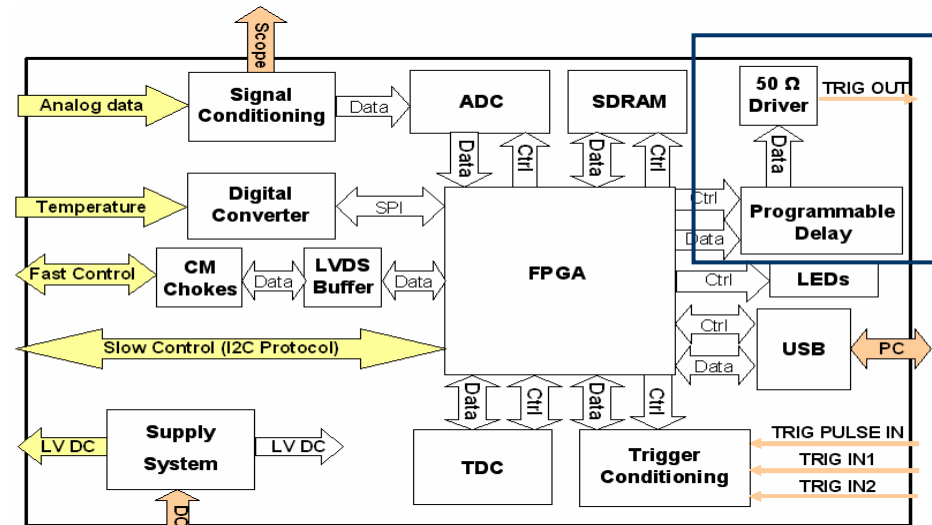 Scope
Analog data
Signal
Conditioning
Data
ADC
SDRAM
50 Ω
Driver
TRIG OUT
Data
Ctrl
Data
Ctrl
Data
Temperature
Digital
Converter
SPI
Ctrl
Data
Programmable
Delay
Fast Control
CM
Chokes
Data
LVDS
Buffer
Data
FPGA
Ctrl
LEDs
Slow Control (I2C Protocol)
Ctrl
Data
USB
PC
LV DC
Supply
System
LV DC
Data
Ctrl
Data
Ctrl
TDC
Trigger
Conditioning
TRIG PULSE IN
TRIG IN1
TRIG IN2
DC